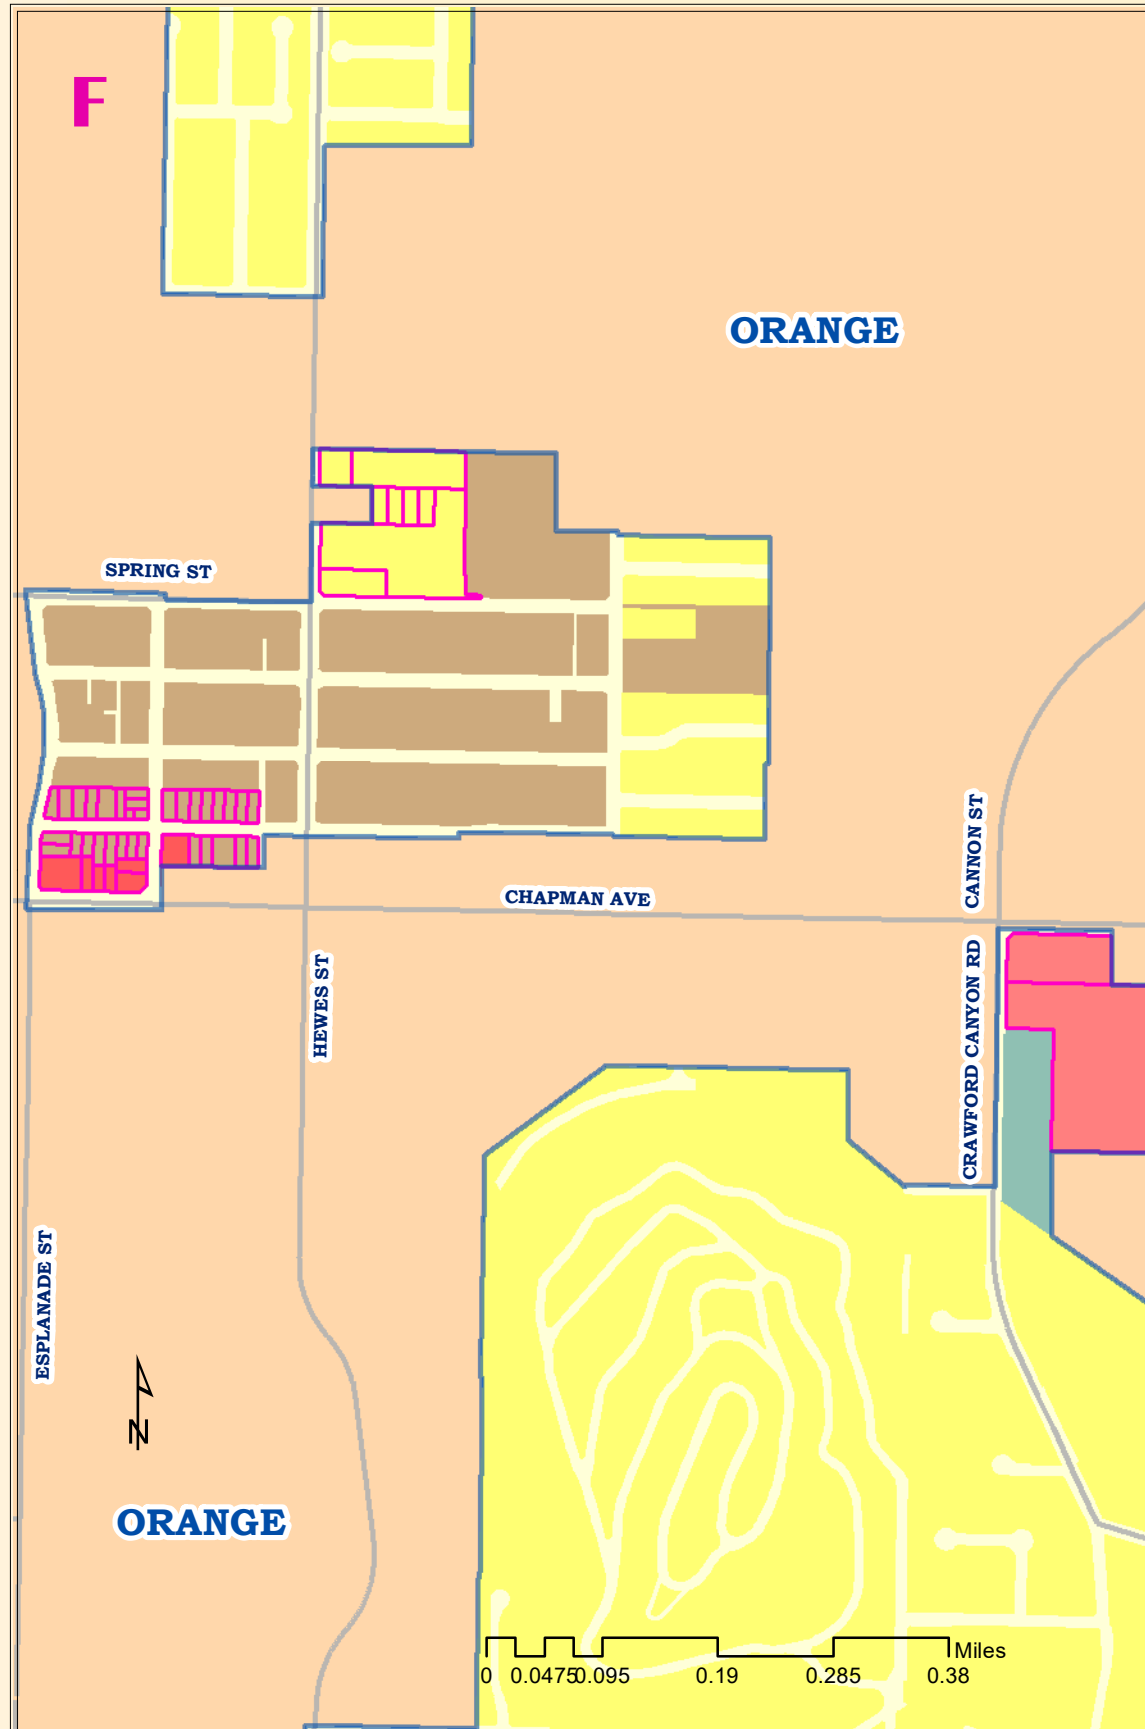 F
ORANGE
SPRING ST
CANNON ST
CHAPMAN AVE
HEWES ST
CRAWFORD CANYON RD
ESPLANADE ST
N
ORANGE
Miles
0 0.0475 0.095 0.19 0.285 0.38